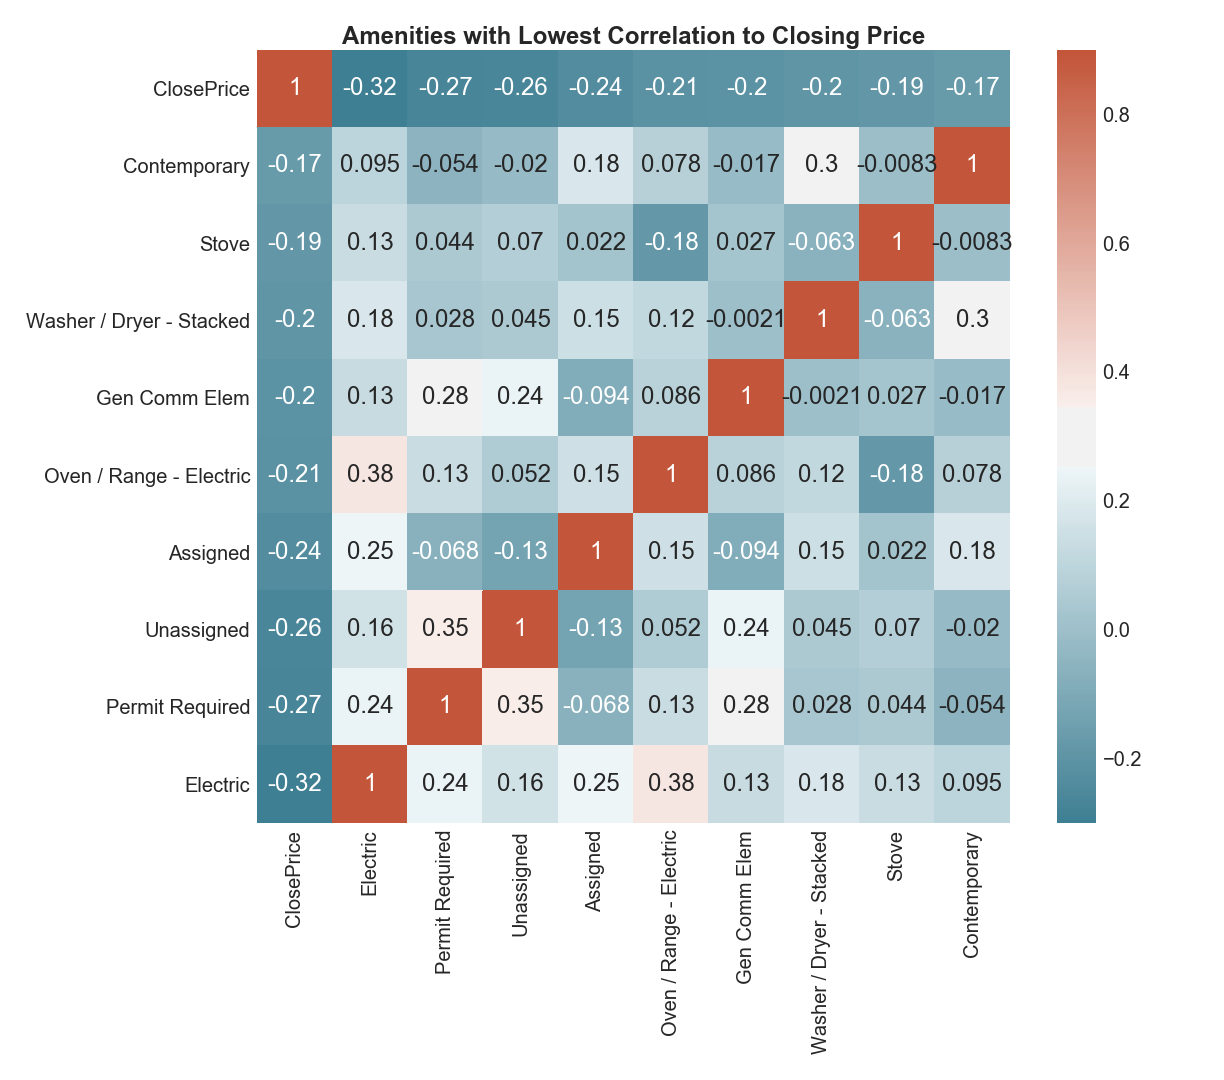 Amenities with Lowest Correlation to Closing Price
ClosePrice 1 -0.32 -0.27 -0.26 -0.24 -0.21 -0.2 -0.2 -0.19 -0.17
Contemporary -0.17 0.095 -0.054 -0.02 0.18 0.078 -0.017 0.3 -0.0083 1
Stove -0.19 0.13 0.044 0.07 0.022 -0.18 0.027 -0.063 1 -0.0083
Washer / Dryer - Stacked -0.2 0.18 0.028 0.045 0.15 0.12 -0.0021 1 -0.063 0.3
Gen Comm Elem -0.2 0.13 0.28 0.24 -0.094 0.086 1 -0.0021 0.027 -0.017
Oven / Range - Electric -0.21 0.38 0.13 0.052 0.15 1 0.086 0.12 -0.18 0.078
Assigned -0.24 0.25 -0.068 -0.13 1 0.15 -0.094 0.15 0.022 0.18
Unassigned -0.26 0.16 0.35 1 -0.13 0.052 0.24 0.045 0.07 -0.02
Permit Required -0.27 0.24 1 0.35 -0.068 0.13 0.28 0.028 0.044 -0.054
Electric -0.32 1 0.24 0.16 0.25 0.38 0.13 0.18 0.13 0.095
ClosePrice
Electric
Permit Required
Unassigned
Assigned
Oven / Range - Electric
Gen Comm Elem
Washer / Dryer - Stacked
Stove
Contemporary
0.8
0.6
0.4
0.2
0.0
−0.2